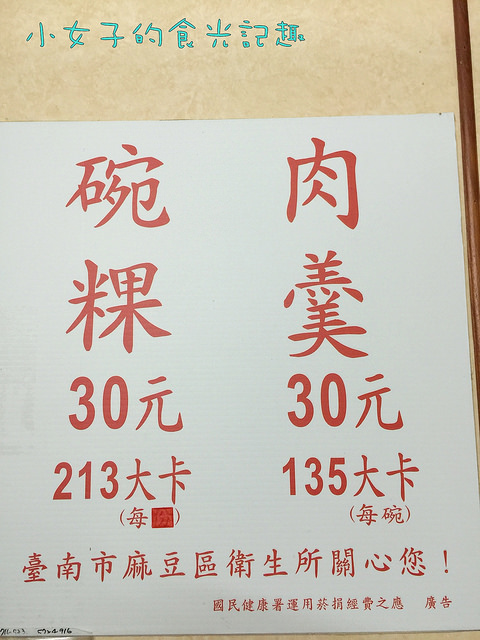 小女子的食光記趣
肉羹
30元
135大卡
(每碗)
碗粿
30元
213大卡
(每份)
臺南市麻豆區衛生所關心您！
國民健康署運用菸捐經費之應 廣告